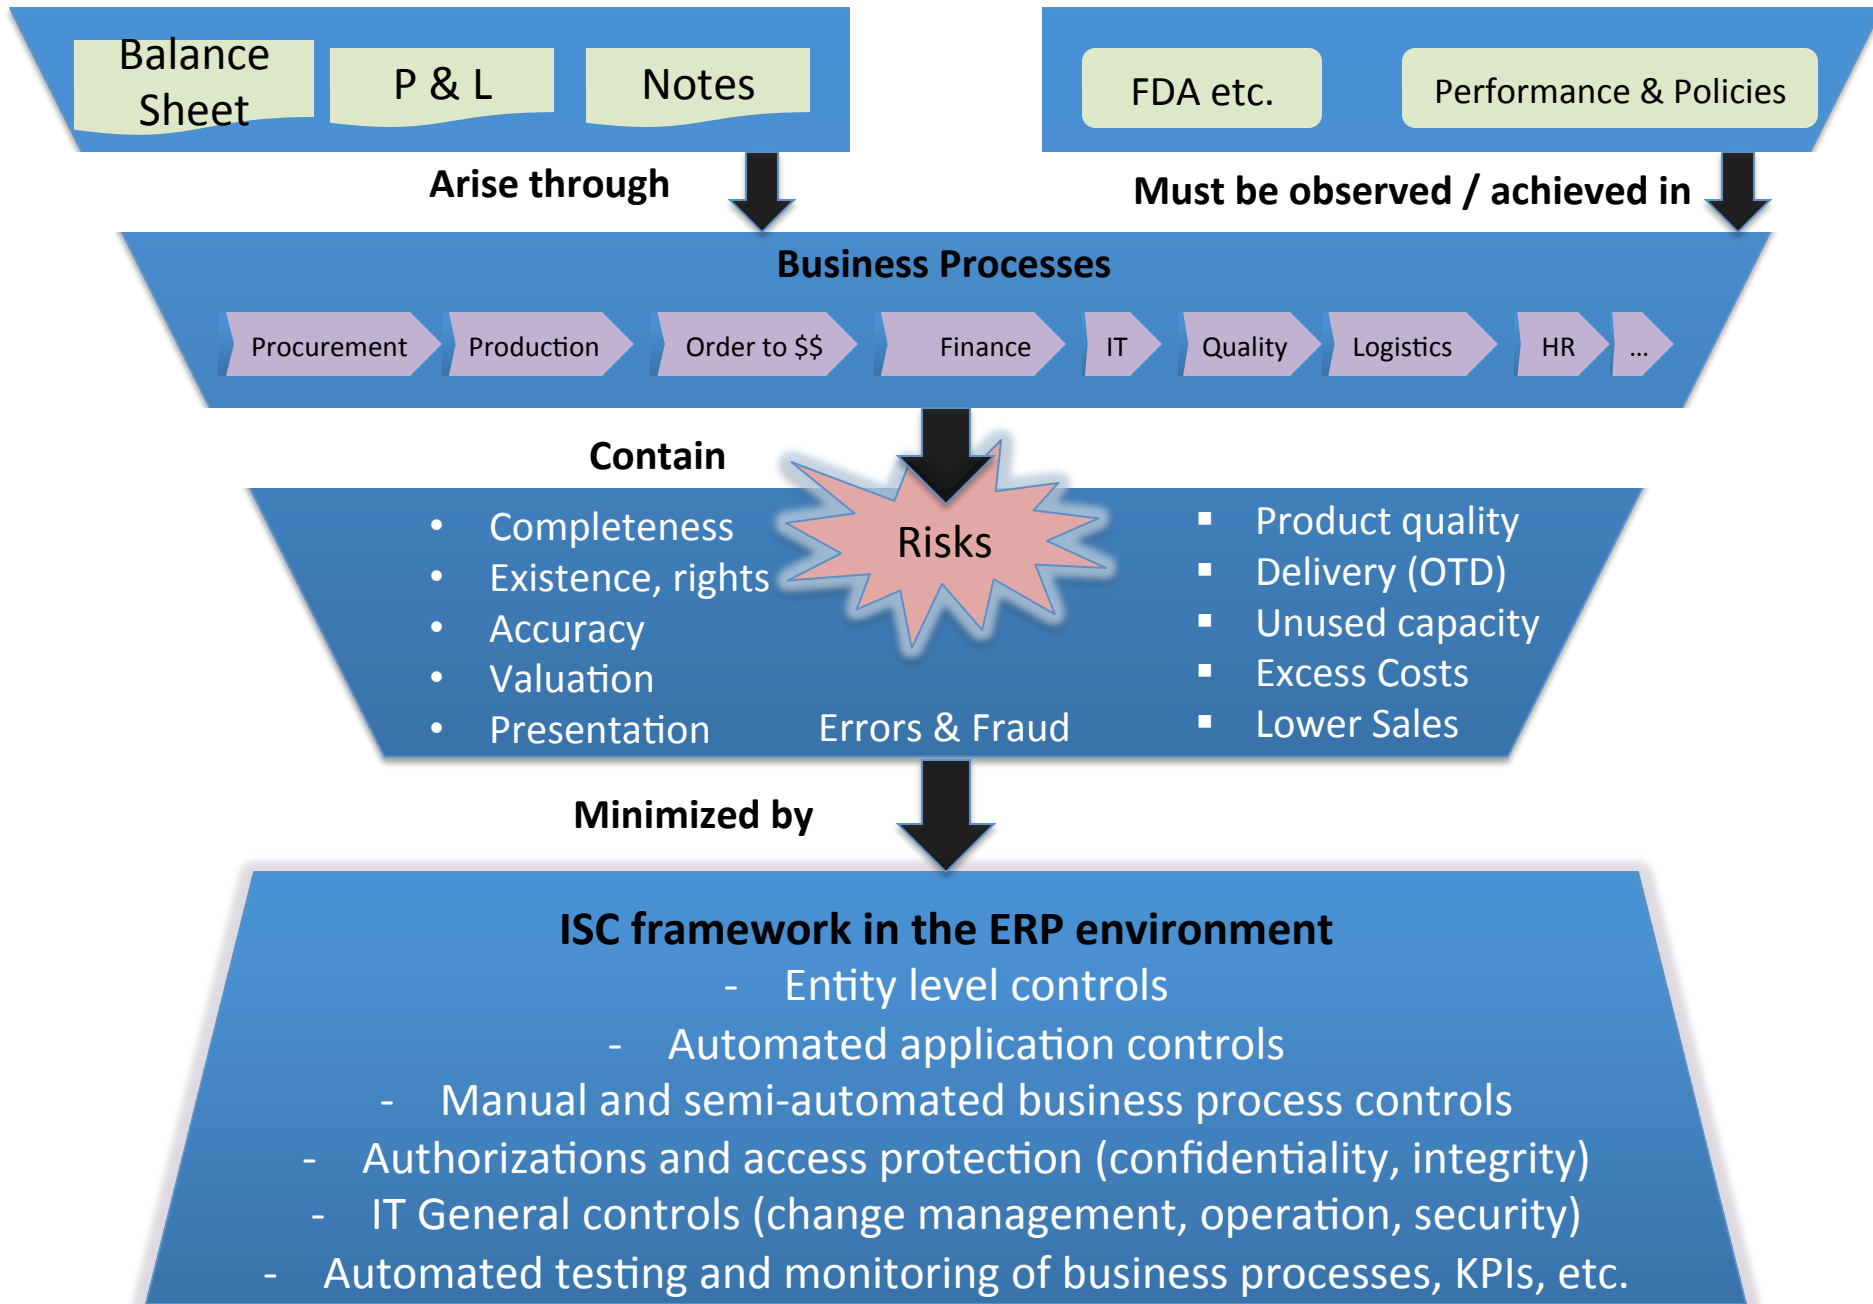 Balance
Sheet
P & L
Notes
FDA etc.
Performance & Policies
Arise through
Must be observed / achieved in
Business Processes
Procurement
Production
Order to $$
Finance
IT
Quality
Logistics
HR
...
Contain
Risks
• Completeness
• Existence, rights
• Accuracy
• Valuation
• Presentation
Errors & Fraud
▪ Product quality
▪ Delivery (OTD)
▪ Unused capacity
▪ Excess Costs
▪ Lower Sales
Minimized by
ISC framework in the ERP environment
- Entity level controls
- Automated application controls
- Manual and semi-automated business process controls
- Authorizations and access protection (confidentiality, integrity)
- IT General controls (change management, operation, security)
- Automated testing and monitoring of business processes, KPIs, etc.